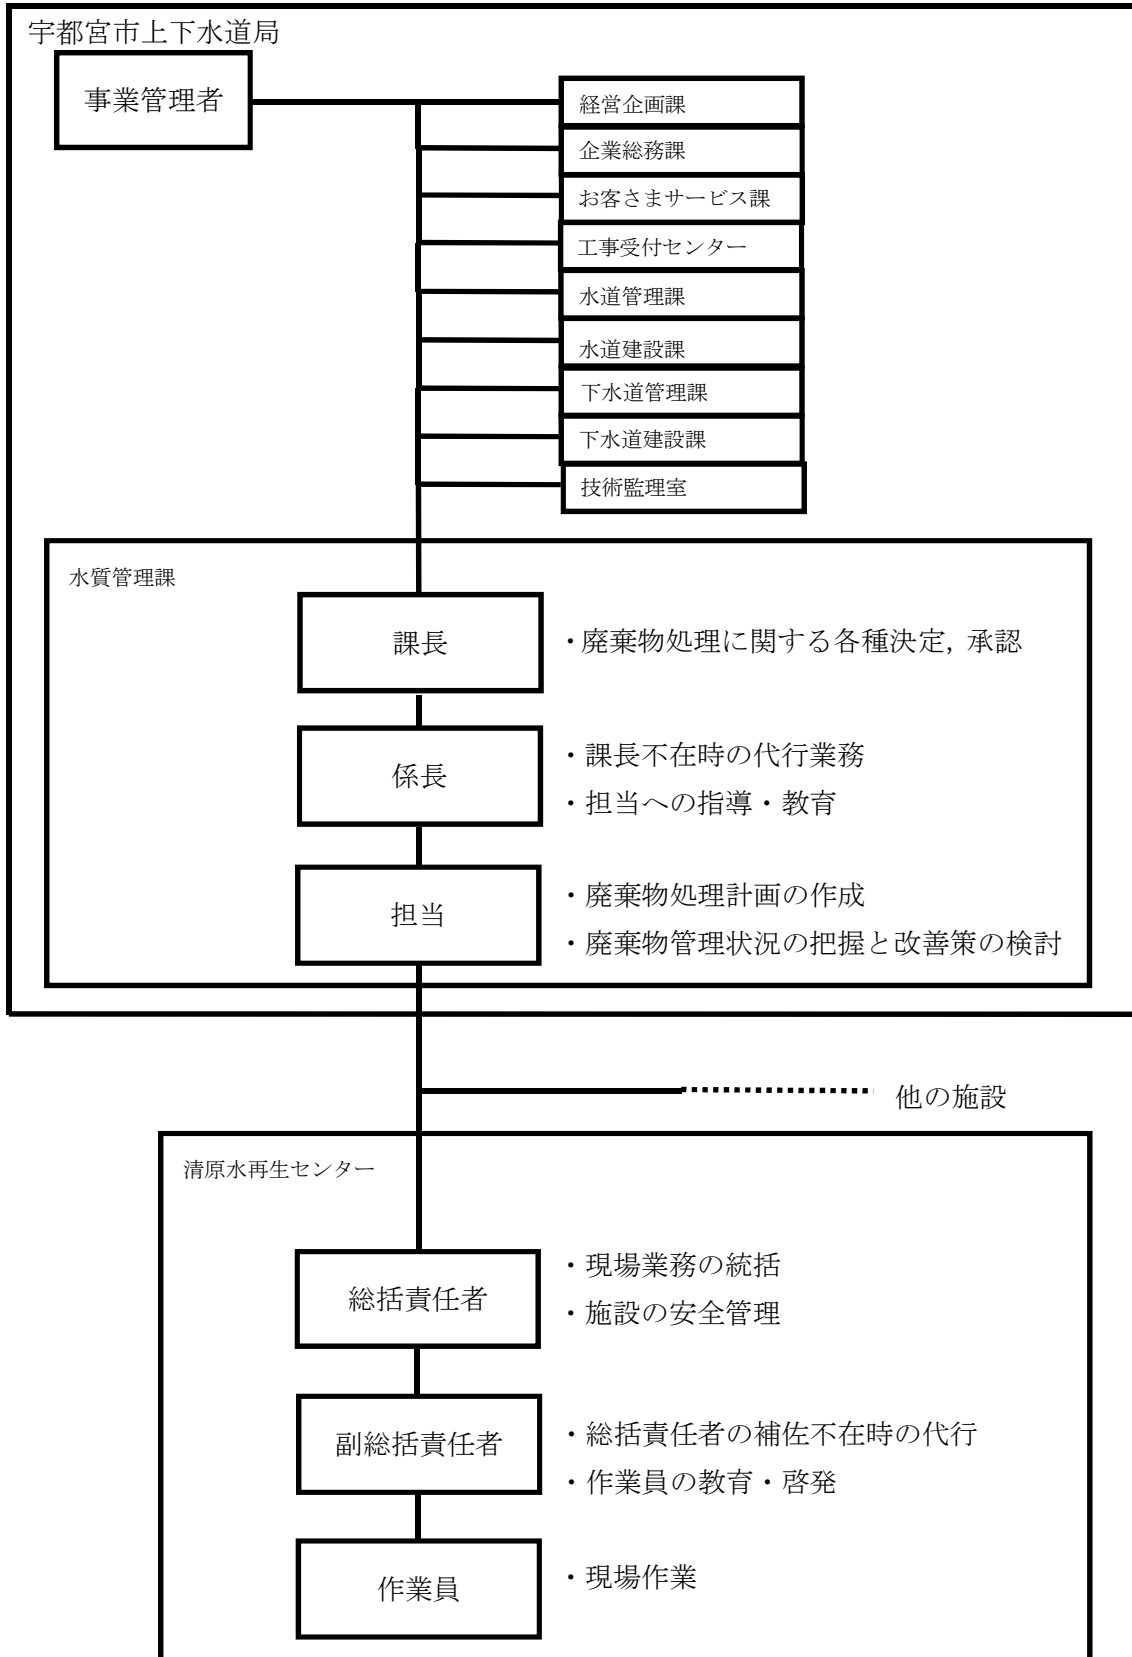 宇都宮市上下水道局
事業管理者
経営企画課
企業総務課
お客さまサービス課
工事受付センター
水道管理課
水道建設課
下水道管理課
下水道建設課
技術監理室
水質管理課
課長
・廃棄物処理に関する各種決定, 承認
係長
・課長不在時の代行業務
・担当への指導・教育
担当
・廃棄物処理計画の作成
・廃棄物管理状況の把握と改善策の検討
他の施設
清原水再生センター
総括責任者
・現場業務の統括
・施設の安全管理
副総括責任者
・総括責任者の補佐不在時の代行
・作業員の教育・啓発
作業員
・現場作業